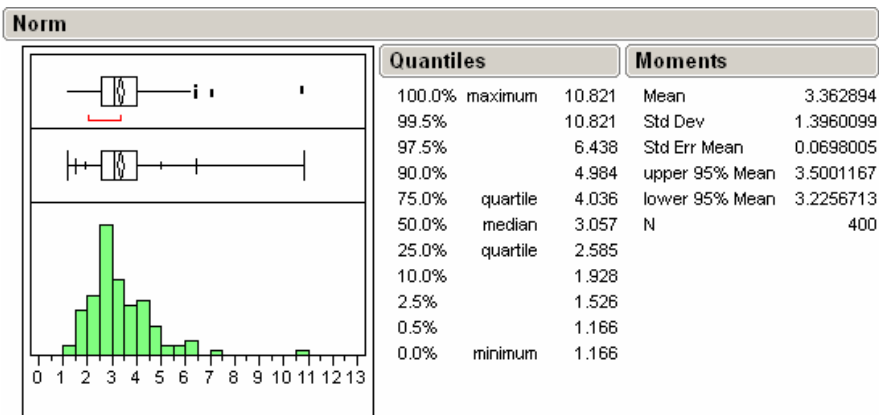 Norm
Quantiles
100.0% maximum 10.821
99.5% 10.821
97.5% 6.438
90.0% 4.984
75.0% quartile 4.036
50.0% median 3.057
25.0% quartile 2.585
10.0% 1.928
2.5% 1.526
0.5% 1.166
0.0% minimum 1.166
Moments
Mean 3.362894
Std Dev 1.3960099
Std Err Mean 0.0698005
upper 95% Mean 3.5001167
lower 95% Mean 3.2256713
N 400
0 1 2 3 4 5 6 7 8 9 10 11 12 13